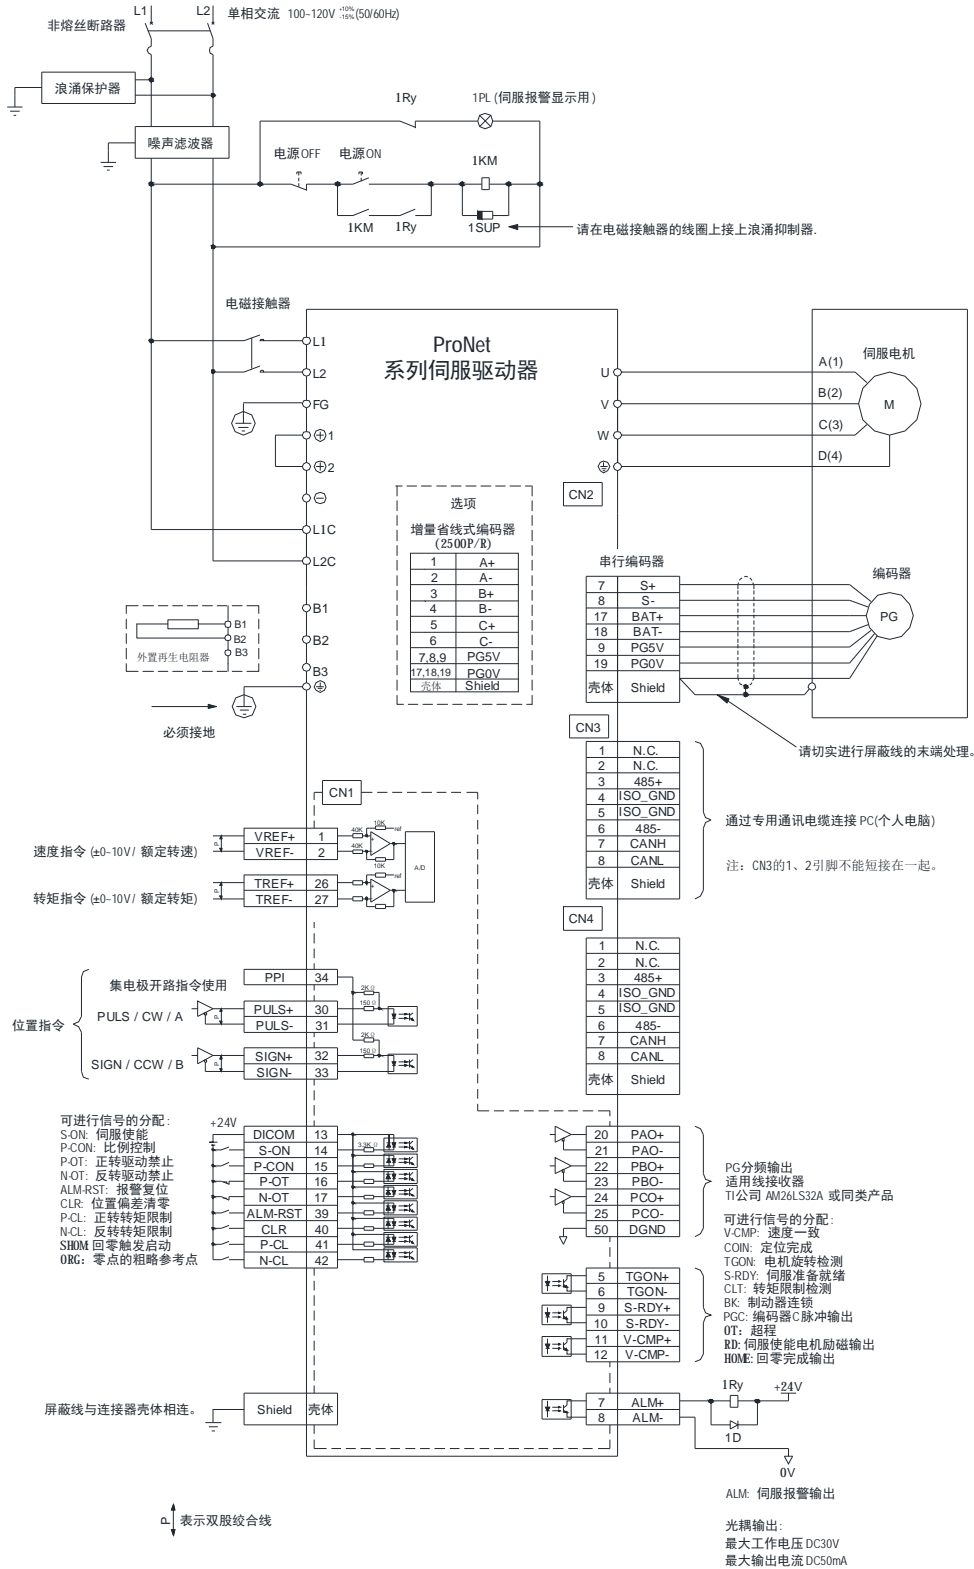 L1
L2
单相交流 100~120V +10% -15% (50/60Hz)
非熔丝断路器
浪涌保护器
噪声滤波器
1Ry
1PL (伺服报警显示用)
电源OFF
电源ON
1KM
1KM
1Ry
1SUP
请在电磁接触器的线圈上接上浪涌抑制器.
电磁接触器
ProNet
系列伺服驱动器
L1
L2
FG
1
2
L1C
L2C
B1
B2
B3
U
V
W
CN2
A(1)
B(2)
C(3)
D(4)
伺服电机
M
选项
增量省线式编码器
(2500P/R)
1 A+
2 A-
3 B+
4 B-
5 C+
6 C-
7,8,9 PG5V
17,18,19 PG0V
壳体 Shield
串行编码器
7 S+
8 S-
17 BAT+
18 BAT-
9 PG5V
19 PG0V
壳体 Shield
编码器
PG
B1
B2
B3
外置再生电阻器
必须接地
请切实进行屏蔽线的末端处理。
CN3
1 N.C.
2 N.C.
3 485+
4 ISO_GND
5 ISO_GND
6 485-
7 CANH
8 CANL
壳体 Shield
通过专用通讯电缆连接 PC(个人电脑)
注：CN3的1、2引脚不能短接在一起。
CN1
速度指令 (±0~10V/ 额定转速)
P
VREF+ 1
VREF- 2
40K
40K
10K
10K
ref
A/D
转矩指令 (±0~10V/ 额定转矩)
P
TREF+ 26
TREF- 27
ref
CN4
1 N.C.
2 N.C.
3 485+
4 ISO_GND
5 ISO_GND
6 485-
7 CANH
8 CANL
壳体 Shield
位置指令
集电极开路指令使用
PULS / CW / A
SIGN / CCW / B
P
P
PPI 34
PULS+ 30
PULS- 31
SIGN+ 32
SIGN- 33
2KΩ
150Ω
2KΩ
150Ω
可进行信号的分配:
S-ON: 伺服使能
P-CON: 比例控制
P-OT: 正转驱动禁止
N-OT: 反转驱动禁止
ALM-RST: 报警复位
CLR: 位置偏差清零
P-CL: 正转转矩限制
N-CL: 反转转矩限制
SHOM:回零触发启动
ORG: 零点的粗略参考点
+24V
DICOM 13
S-ON 14
P-CON 15
P-OT 16
N-OT 17
ALM-RST 39
CLR 40
P-CL 41
N-CL 42
3.3KΩ
20 PAO+
21 PAO-
22 PBO+
23 PBO-
24 PCO+
25 PCO-
50 DGND
PG分频输出
适用线接收器
TI公司 AM26LS32A 或同类产品
可进行信号的分配:
V-CMP: 速度一致
COIN: 定位完成
TGON: 电机旋转检测
S-RDY: 伺服准备就绪
CLT: 转矩限制检测
BK: 制动器连锁
PGC: 编码器C脉冲输出
OT: 超程
RD:伺服使能电机励磁输出
HOME:回零完成输出
5 TGON+
6 TGON-
9 S-RDY+
10 S-RDY-
11 V-CMP+
12 V-CMP-
屏蔽线与连接器壳体相连。
Shield 壳体
7 ALM+
8 ALM-
1Ry
+24V
1D
0V
ALM: 伺服报警输出
P 表示双股绞合线
光耦输出:
最大工作电压 DC30V
最大输出电流 DC50mA